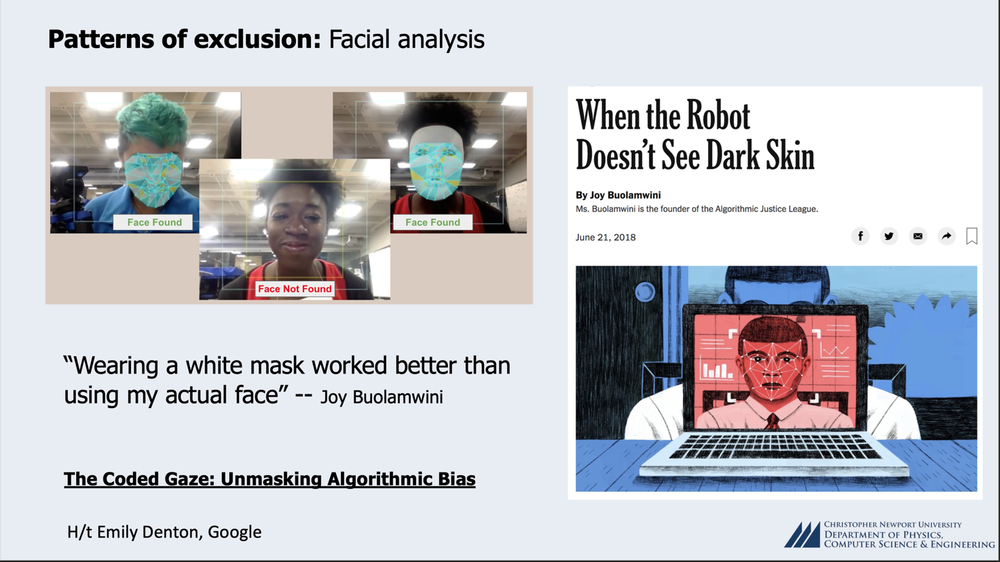 Patterns of exclusion: Facial analysis
Face Found
Face Found
Face Not Found
“Wearing a white mask worked better than
using my actual face” -- Joy Buolamwini
The Coded Gaze: Unmasking Algorithmic Bias
H/t Emily Denton, Google
When the Robot
Doesn’t See Dark Skin
By Joy Buolamwini
Ms. Buolamwini is the founder of the Algorithmic Justice League.
June 21, 2018
CHRISTOPHER NEWPORT UNIVERSITY
DEPARTMENT OF PHYSICS,
COMPUTER SCIENCE & ENGINEERING